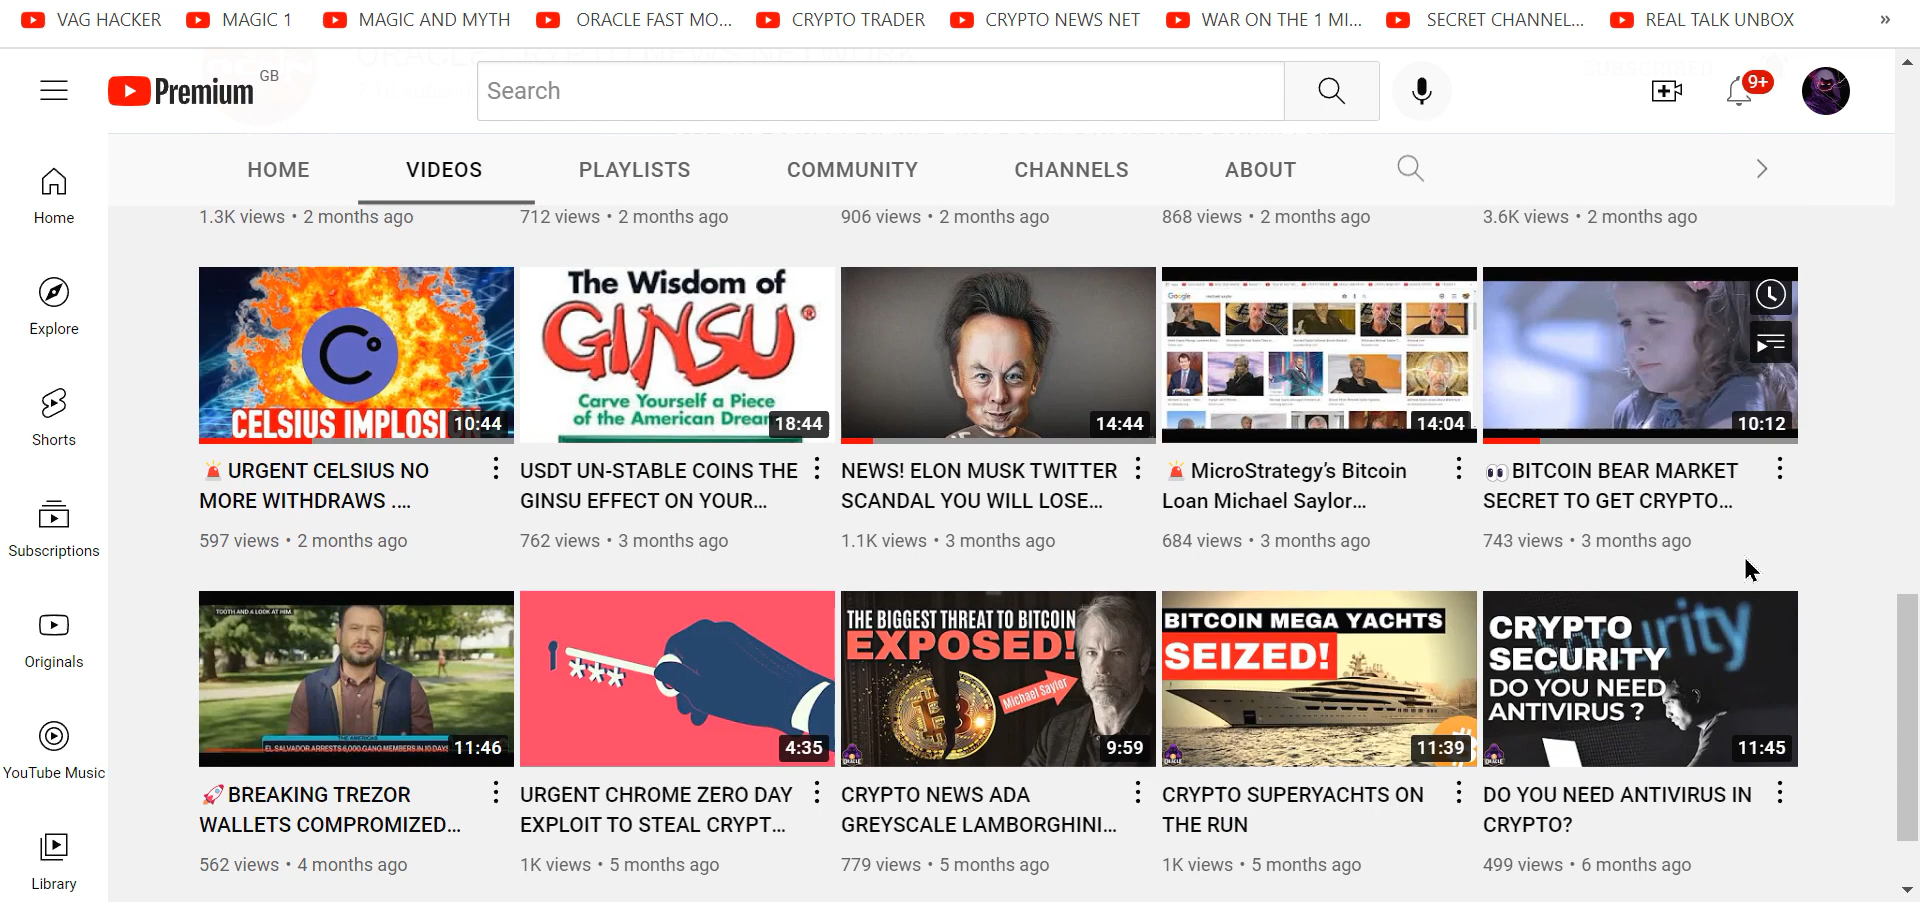 VAG HACKER
MAGIC 1
MAGIC AND MYTH
ORACLE FAST MO...
CRYPTO TRADER
CRYPTO NEWS NET
WAR ON THE 1 MI...
SECRET CHANNEL...
REAL TALK UNBOX
»
Premium
GB
Search
9+
HOME
VIDEOS
PLAYLISTS
COMMUNITY
CHANNELS
ABOUT
Home
Explore
Shorts
Subscriptions
Originals
YouTube Music
Library
1.3K views • 2 months ago
712 views • 2 months ago
906 views • 2 months ago
868 views • 2 months ago
3.6K views • 2 months ago
CELSIUS IMPLOSI
10:44
The Wisdom of
GINSU®
Carve Yourself a Piece
of the American Dream
18:44
14:44
Google
14:04
10:12
🚨 URGENT CELSIUS NO
MORE WITHDRAWS ....
597 views • 2 months ago
USDT UN-STABLE COINS THE
GINSU EFFECT ON YOUR...
762 views • 3 months ago
NEWS! ELON MUSK TWITTER
SCANDAL YOU WILL LOSE...
1.1K views • 3 months ago
🚨 MicroStrategy’s Bitcoin
Loan Michael Saylor...
684 views • 3 months ago
👀 BITCOIN BEAR MARKET
SECRET TO GET CRYPTO...
743 views • 3 months ago
TOOTH AND A LOOK AT HIM
THE AMERICAS
EL SALVADOR ARRESTS 6,000 GANG MEMBERS IN 10 DAYS
11:46
***
4:35
THE BIGGEST THREAT TO BITCOIN
EXPOSED!
Michael Saylor
ORACLE
9:59
BITCOIN MEGA YACHTS
SEIZED!
ORACLE
11:39
CRYPTO
SECURITY
DO YOU NEED
ANTIVIRUS ?
ORACLE
11:45
🚀 BREAKING TREZOR
WALLETS COMPROMIZED...
562 views • 4 months ago
URGENT CHROME ZERO DAY
EXPLOIT TO STEAL CRYPT...
1K views • 5 months ago
CRYPTO NEWS ADA
GREYSCALE LAMBORGHINI...
779 views • 5 months ago
CRYPTO SUPERYACHTS ON
THE RUN
1K views • 5 months ago
DO YOU NEED ANTIVIRUS IN
CRYPTO?
499 views • 6 months ago